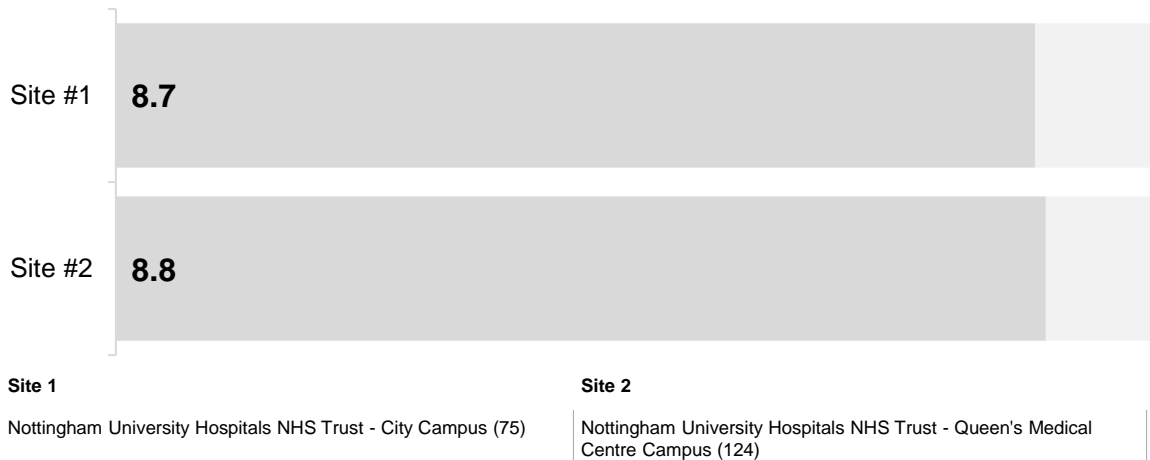 Site #1
8.7
Site #2
8.8
Site 1
Nottingham University Hospitals NHS Trust - City Campus (75)
Site 2
Nottingham University Hospitals NHS Trust - Queen's Medical
Centre Campus (124)